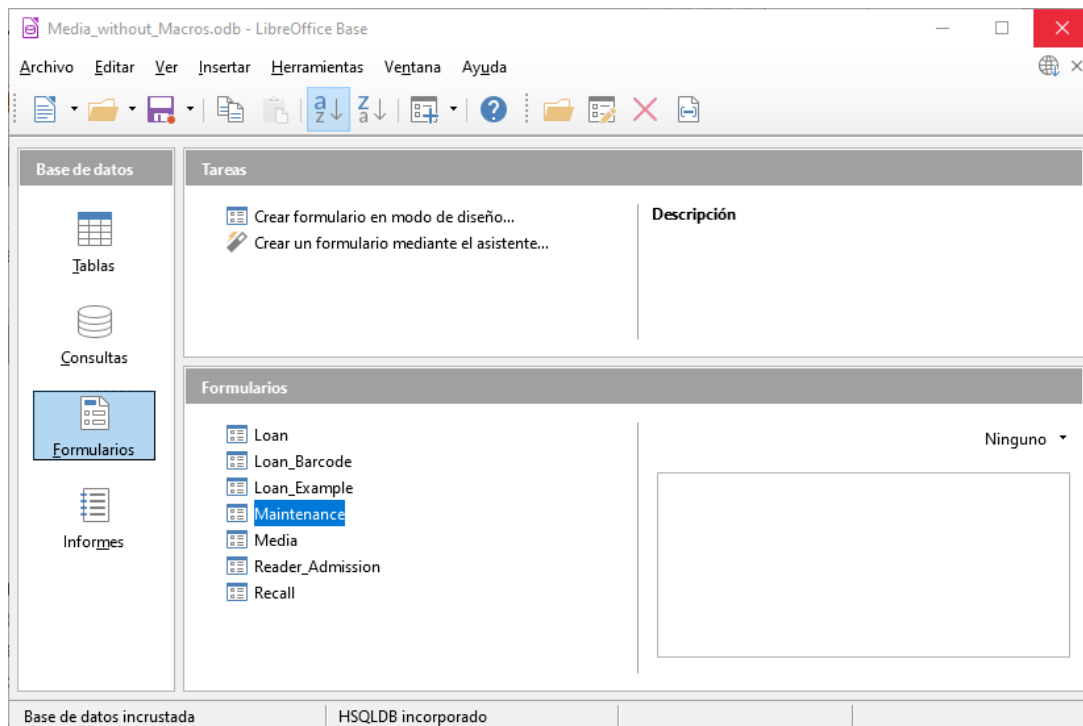 Media_without_Macros.odb - LibreOffice Base
Archivo Editar Ver Insertar Herramientas Ventana Ayuda
Base de datos
Tablas
Consultas
Formularios
Informes
Tareas
Crear formulario en modo de diseño...
Crear un formulario mediante el asistente...
Descripción
Formularios
Loan
Loan_Barcode
Loan_Example
Maintenance
Media
Reader_Admission
Recall
Ninguno
Base de datos incrustada HSQLDB incorporado